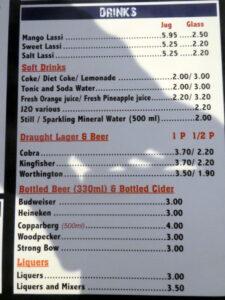 DRINKS
Jug Glass
Mango Lassi 5.95 2.50
Sweet Lassi 5.25 2.20
Salt Lassi 5.25 2.20
Soft Drinks
Coke/ Diet Coke/ Lemonade 2.00/ 3.00
Tonic and Soda Water 2.00/ 3.00
Fresh Orange juice/ Fresh Pineapple juice 2.20/ 3.20
J20 various 2.20
Still / Sparkling Mineral Water (500 ml) 2.00
Draught Lager & Beer 1 P 1/2 P
Cobra 3.70/ 2.20
Kingfisher 3.70/ 2.20
Worthington 3.50/ 1.90
Bottled Beer (330ml) & Bottled Cider
Budweiser 3.00
Heineken 3.00
Copparberg (500ml) 4.00
Woodpecker 3.00
Strong Bow 3.00
Liquers
Liquers 3.00
Liquers and Mixers 3.50